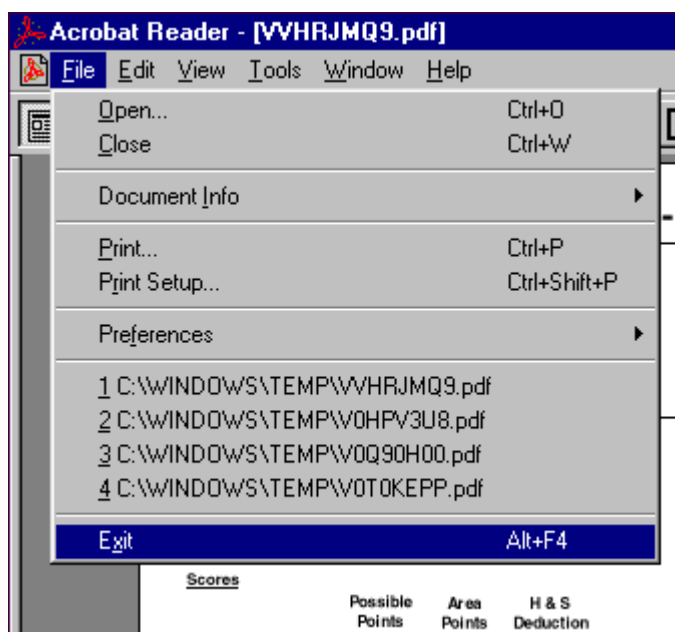 Acrobat Reader - [VVHRJMQ9.pdf]
File Edit View Tools Window Help
Open... Ctrl+O
Close Ctrl+W
Document Info
Print... Ctrl+P
Print Setup... Ctrl+Shift+P
Preferences
1 C:\WINDOWS\TEMP\VVHRJMQ9.pdf
2 C:\WINDOWS\TEMP\V0HPV3U8.pdf
3 C:\WINDOWS\TEMP\V0Q90H00.pdf
4 C:\WINDOWS\TEMP\V0T0KEPP.pdf
Exit Alt+F4
Scores
Possible Area H & S
Points Points Deduction